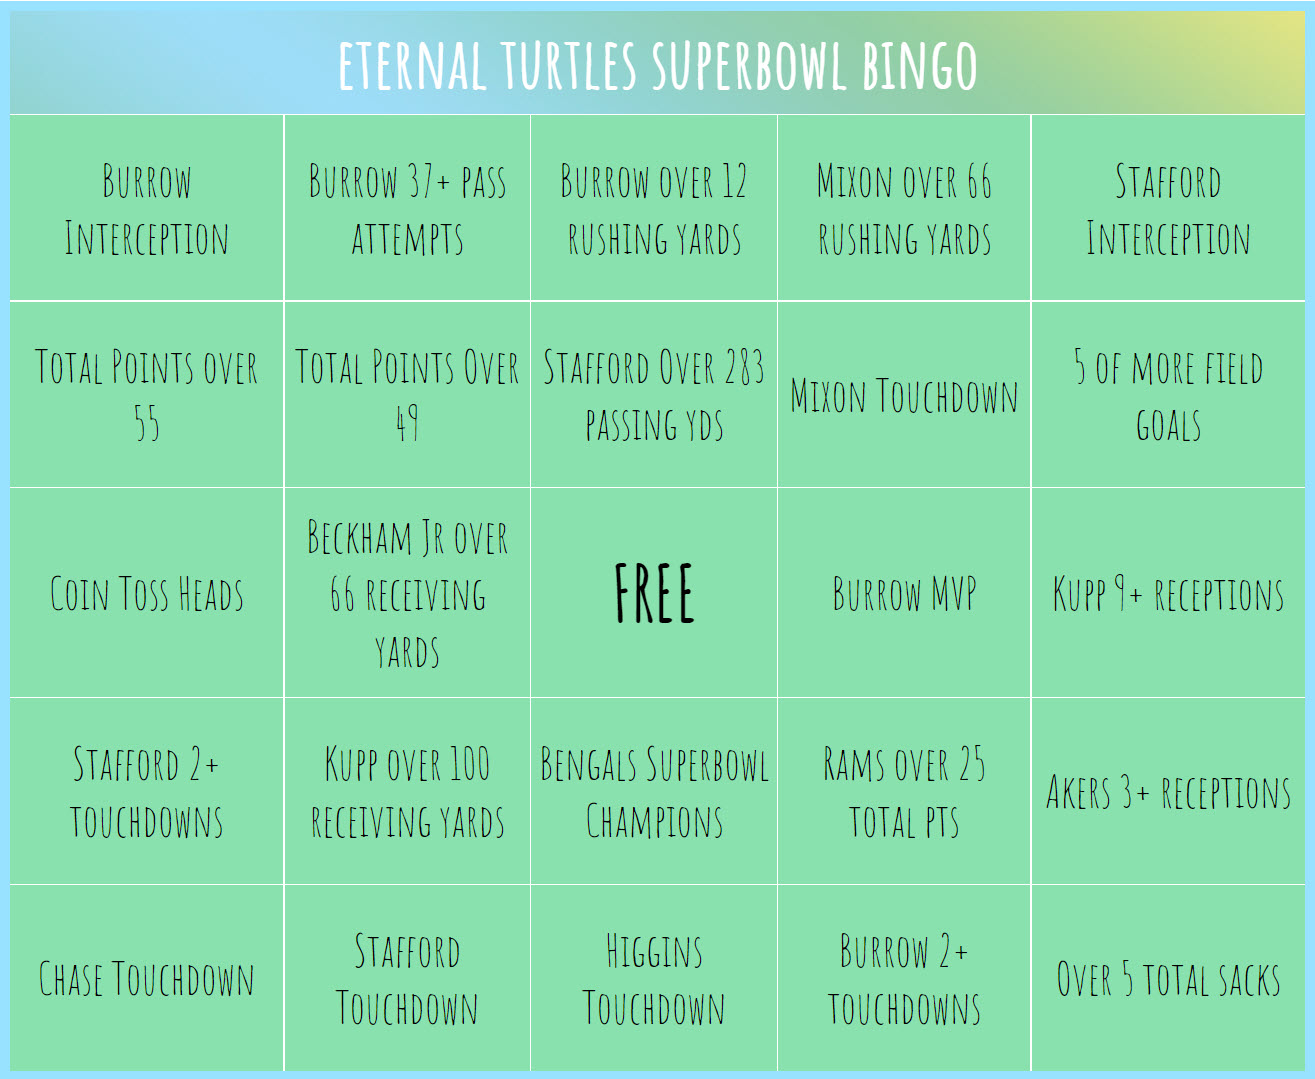 ETERNAL TURTLES SUPERBOWL BINGO
BURROW
INTERCEPTION
BURROW 37+ PASS
ATTEMPTS
BURROW OVER 12
RUSHING YARDS
MIXON OVER 66
RUSHING YARDS
STAFFORD
INTERCEPTION
TOTAL POINTS OVER
55
TOTAL POINTS OVER
49
STAFFORD OVER 283
PASSING YDS
MIXON TOUCHDOWN
5 OF MORE FIELD
GOALS
COIN TOSS HEADS
BECKHAM JR OVER
66 RECEIVING
YARDS
FREE
BURROW MVP
KUPP 9+ RECEPTIONS
STAFFORD 2+
TOUCHDOWNS
KUPP OVER 100
RECEIVING YARDS
BENGALS SUPERBOWL
CHAMPIONS
RAMS OVER 25
TOTAL PTS
AKERS 3+ RECEPTIONS
CHASE TOUCHDOWN
STAFFORD
TOUCHDOWN
HIGGINS
TOUCHDOWN
BURROW 2+
TOUCHDOWNS
OVER 5 TOTAL SACKS